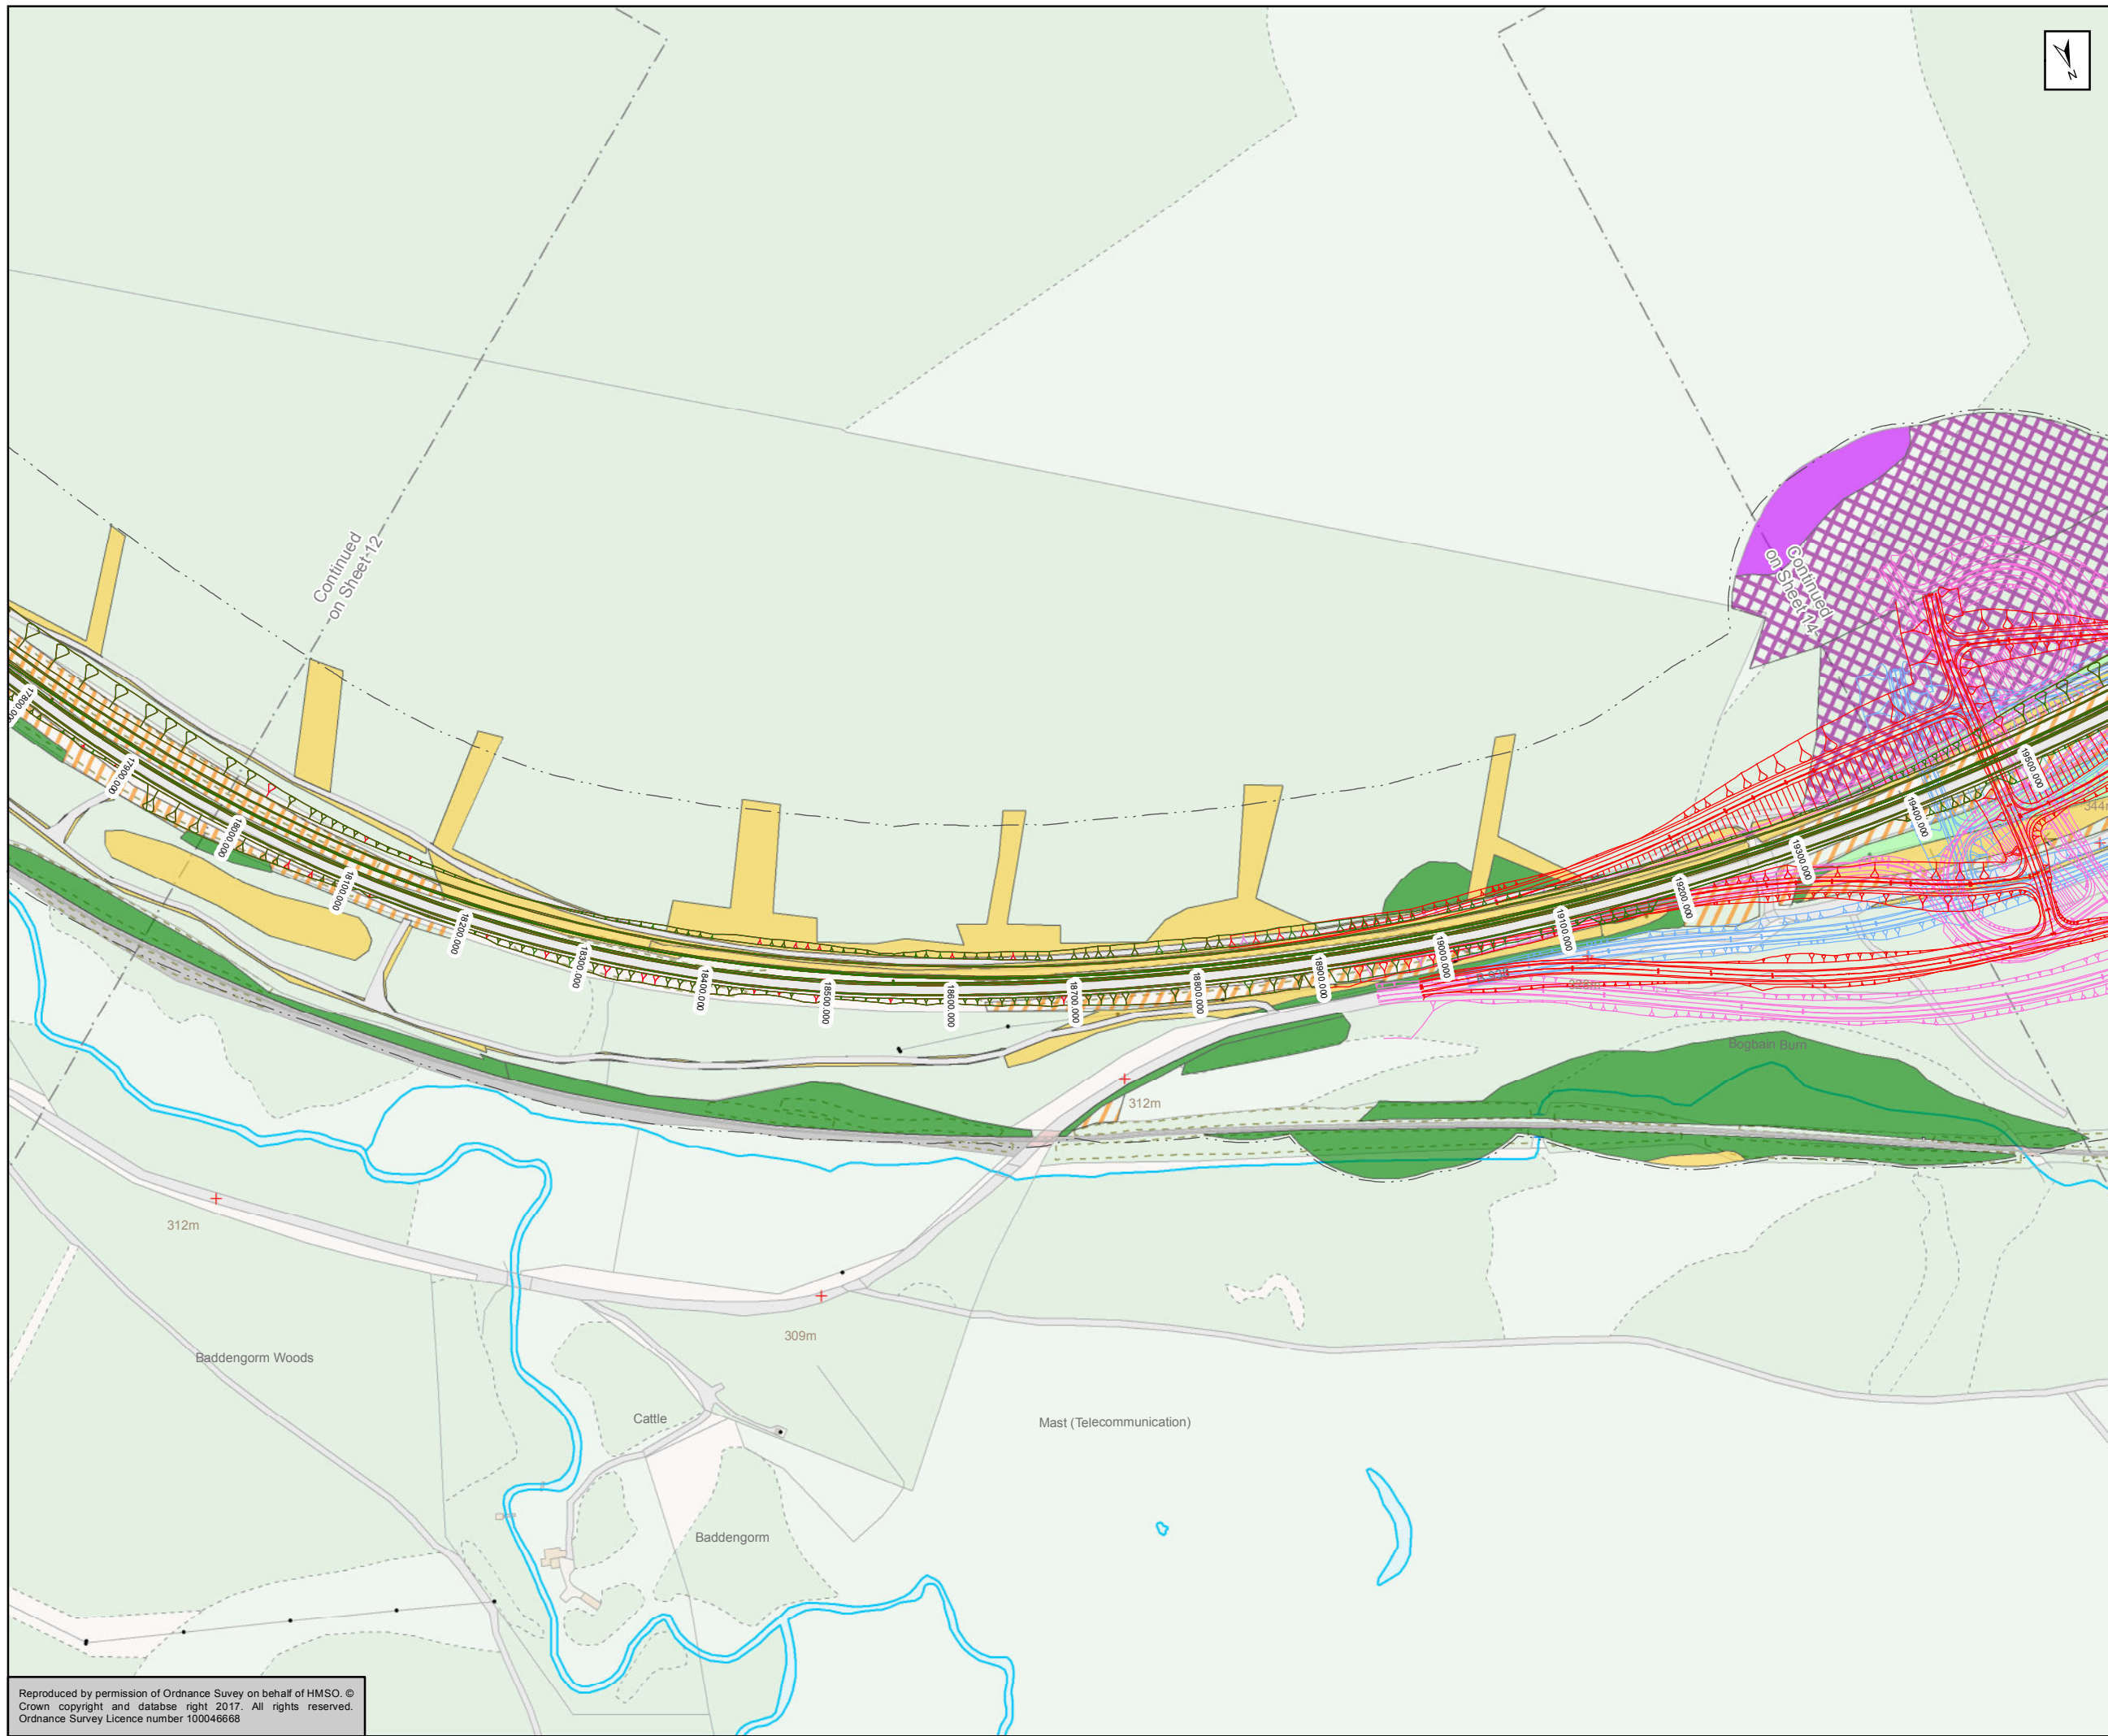 N
Continued
on Sheet 12
Continued
on Sheet 14
17900.000
18000.000
18100.000
18200.000
18300.000
18400.000
18500.000
18600.000
18700.000
18800.000
18900.000
19000.000
19100.000
19200.000
19300.000
19400.000
19500.000
17800.000
344m
Bogbain Burn
312m
312m
309m
Baddengorm Woods
Cattle
Mast (Telecommunication)
Baddengorm
Reproduced by permission of Ordnance Suvey on behalf of HMSO. ©
Crown copyright and databse right 2017. All rights reserved.
Ordnance Survey Licence number 100046668